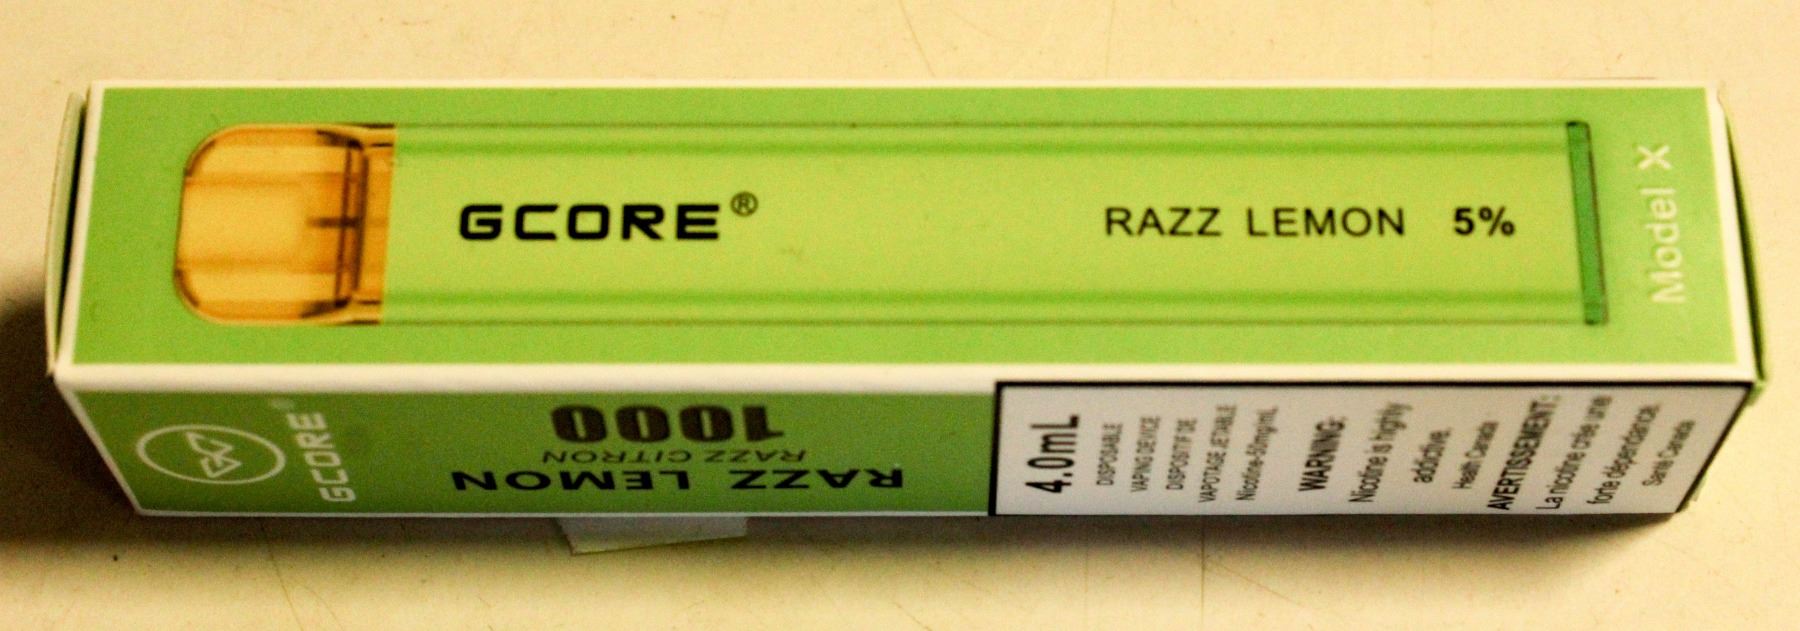 GCORE®
RAZZ LEMON 5%
Model X
GCORE®
RAZZ LEMON
RAZZ CITRON
1000
4.0mL
DISPOSABLE
VAPING DEVICE
DISPOSITIF DE
VAPOTAGE JETABLE
Nicotine-50mg/mL
WARNING:
Nicotine is highly
addictive.
Health Canada
AVERTISSEMENT:
La nicotine crée une
forte dépendance.
Santé Canada